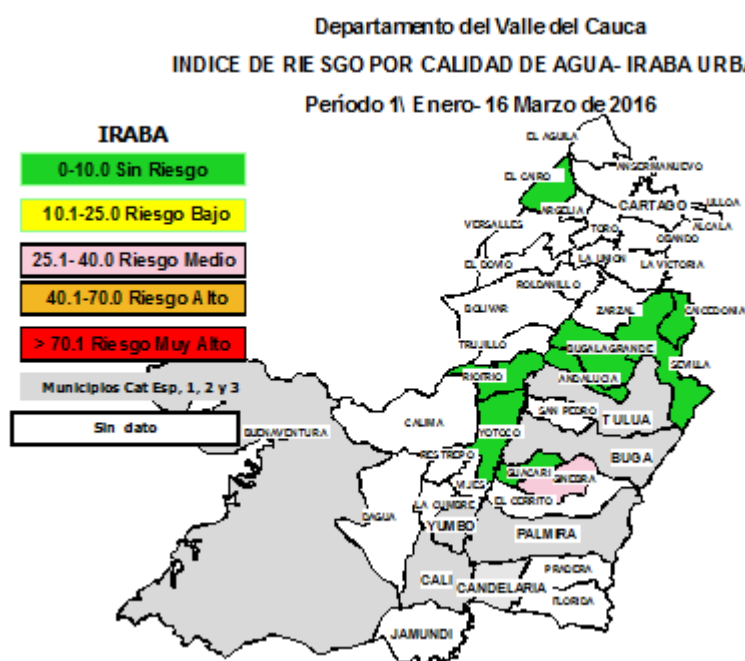 Departamento del Valle del Cauca
INDICE DE RIESGO POR CALIDAD DE AGUA- IRABA URBA
Periodo 1\ Enero- 16 Marzo de 2016
IRABA
0-10.0 Sin Riesgo
10.1-25.0 Riesgo Bajo
25.1- 40.0 Riesgo Medio
40.1-70.0 Riesgo Alto
> 70.1 Riesgo Muy Alto
Municipios Cat Esp, 1, 2 y 3
Sin dato
EL AGUILA
ANSERMANUEVO
EL CAIRO
ARGELIA
CARTAGO
ULLOA
ALCALA
VERSALLES
TORO
OBANDO
EL DOVIO
LA UNION
LA VICTORIA
ROLDANILLO
BOLIVAR
ZARZAL
CAICEDONIA
TRUJILLO
BUGALAGRANDE
SEVILLA
RIOFRIO
ANDALUCIA
SAN PEDRO
TULUA
CALIMA
BUENAVENTURA
YOTOCO
BUGA
RESTREPO
GUACARI
GINEBRA
VIJES
LA CUMBRE
EL CERRITO
DAGUA
YUMBO
PALMIRA
PRADERA
CALI
CANDELARIA
FLORIDA
JAMUNDI